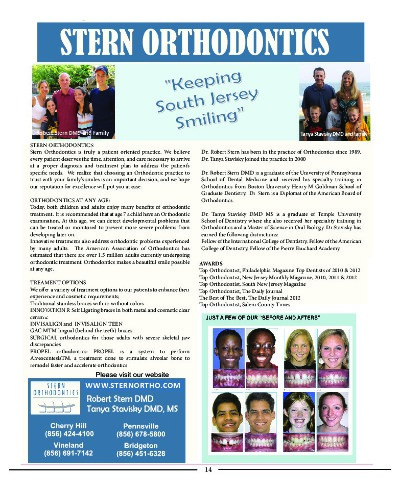 STERN ORTHODONTICS
Robert Stern DMD and Family
"Keeping
South Jersey
Smiling"
Tanya Stavisky DMD and Family
STERN ORTHODONTICS
Stern Orthodontics is truly a patient oriented practice. We believe
every patient deserves the time, attention, and care necessary to arrive
at a proper diagnosis and treatment plan to address the patient's
specific needs. We realize that choosing an Orthodontic practice to
trust with your family's smiles is an important decision, and we hope
our reputation for excellence will put you at ease.
ORTHODONTICS AT ANY AGE:
Today, both children and adults enjoy many benefits of orthodontic
treatment. It is recommended that at age 7 a child have an Orthodontic
examination. At this age, we can detect developmental problems that
can be treated or monitored to prevent more severe problems from
developing later on.
Innovative treatments also address orthodontic problems experienced
by many adults. The American Association of Orthodontics has
estimated that there are over 1.5 million adults currently undergoing
orthodontic treatment. Orthodontics makes a beautiful smile possible
at any age.
TREAMENT OPTIONS:
We offer a variety of treatment options to our patients to enhance their
experience and cosmetic requirements.
Traditional stainless braces with or without colors
INNOVATION R Self Ligating braces in both metal and cosmetic clear
ceramic
INVISALIGN and INVISALIGN TEEN
GAC MTM lingual (behind the teeth) braces
SURGICAL orthodontics for those adults with severe skeletal jaw
discrepancies
PROPEL orthodontics: PROPEL is a system to perform
a treatment done to stimulate alveolar bone to
remodel faster and accelerate orthodontics
Please visit our website
STERN
ORTHODONTICS
WWW.STERNORTHO.COM
Robert Stern DMD
Tanya Stavisky DMD, MS
Cherry Hill
(856) 424-4100
Pennsville
(856) 678-5800
Vineland
(856) 691-7142
Bridgeton
(856) 451-6328
Dr. Robert Stern has been in the practice of Orthodontics since 1989.
Dr. Tanya Stavisky joined the practice in 2000
Dr. Robert Stern DMD is a graduate of the University of Pennsylvania
School of Dental Medicine and received his specialty training in
Orthodontics from Boston University Henry M Goldman School of
Graduate Dentistry. Dr. Stern is a Diplomat of the American Board of
Orthodontics.
Dr. Tanya Stavisky DMD MS is a graduate of Temple University
School of Dentistry where she also received her specialty training in
Orthodontics and a Master of Science in Oral Biology. Dr Stavisky has
earned the following distinctions:
Fellow of the International College of Dentistry, Fellow of the American
College of Dentistry, Fellow of the Pierre Fauchard Academy
AWARDS
Top Orthodontist, Philadelphia Magazine Top Dentists of 2010 & 2012
Top Orthodontist, New Jersey Monthly Magazine, 2010, 2011 & 2012
Top Orthodontist, South New Jersey Magazine
Top Orthodontist, The Daily Journal
The Best of The Best, The Daily Journal 2012
Top Orthodontist, Salem County Times
JUST A FEW OF OUR "BEFORE AND AFTERS"
14